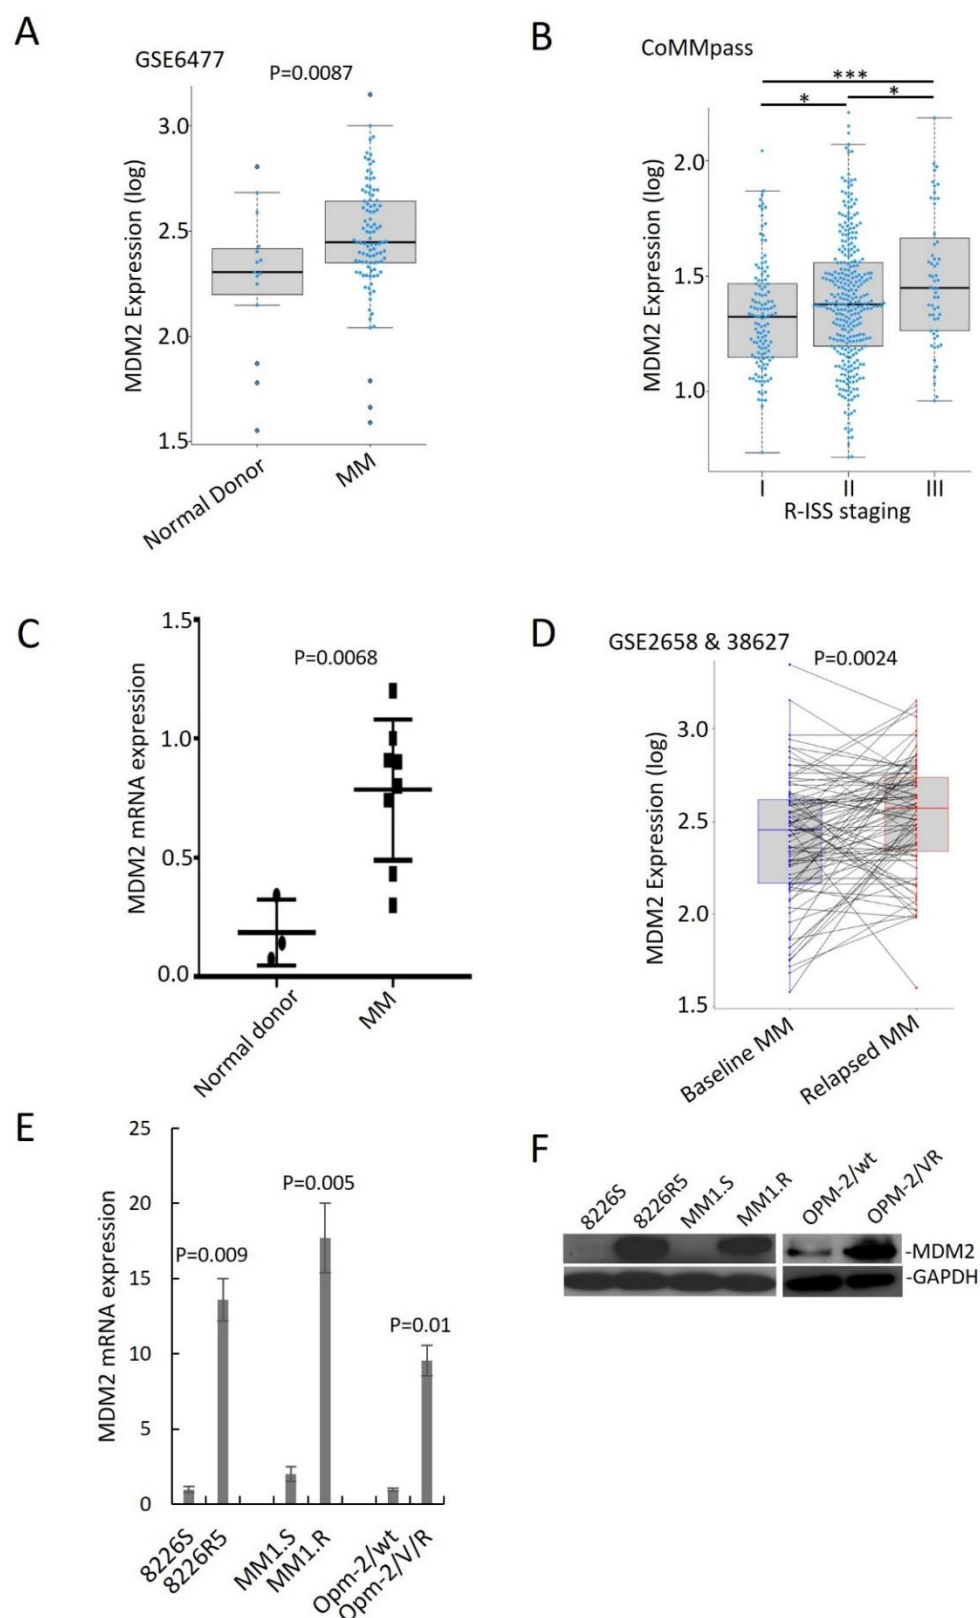 A
GSE6477
P=0.0087
MDM2 Expression (log)
3.0
2.5
2.0
1.5
Normal Donor
MM
B
CoMMpass
***
*
*
MDM2 Expression (log)
2.0
1.5
1.0
I
II
III
R-ISS staging
C
P=0.0068
MDM2 mRNA expression
1.5
1.0
0.5
0.0
Normal donor
MM
D
GSE2658 & 38627
P=0.0024
MDM2 Expression (log)
3.0
2.5
2.0
1.5
Baseline MM
Relapsed MM
E
MDM2 mRNA expression
25
20
15
10
5
0
P=0.009
P=0.005
P=0.01
8226S
8226R5
MM1.S
MM1.R
Opm-2/wt
Opm-2/V//R
F
8226S
8226R5
MM1.S
MM1.R
OPM-2/wt
OPM-2/VR
-MDM2
-GAPDH